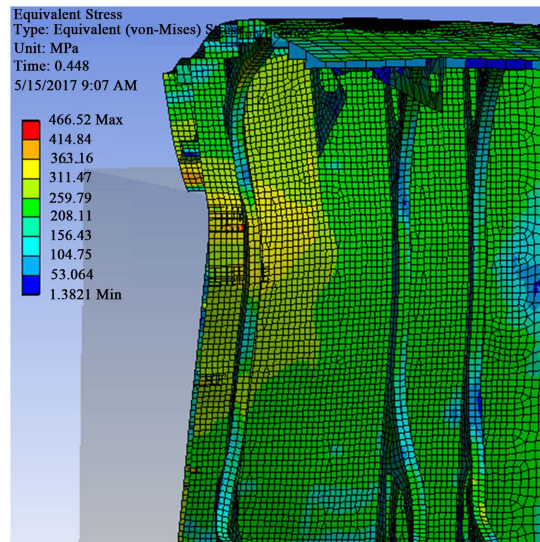 Equivalent Stress
Type: Equivalent (von-Mises) Stress
Unit: MPa
Time: 0.448
5/15/2017 9:07 AM
466.52 Max
414.84
363.16
311.47
259.79
208.11
156.43
104.75
53.064
1.3821 Min